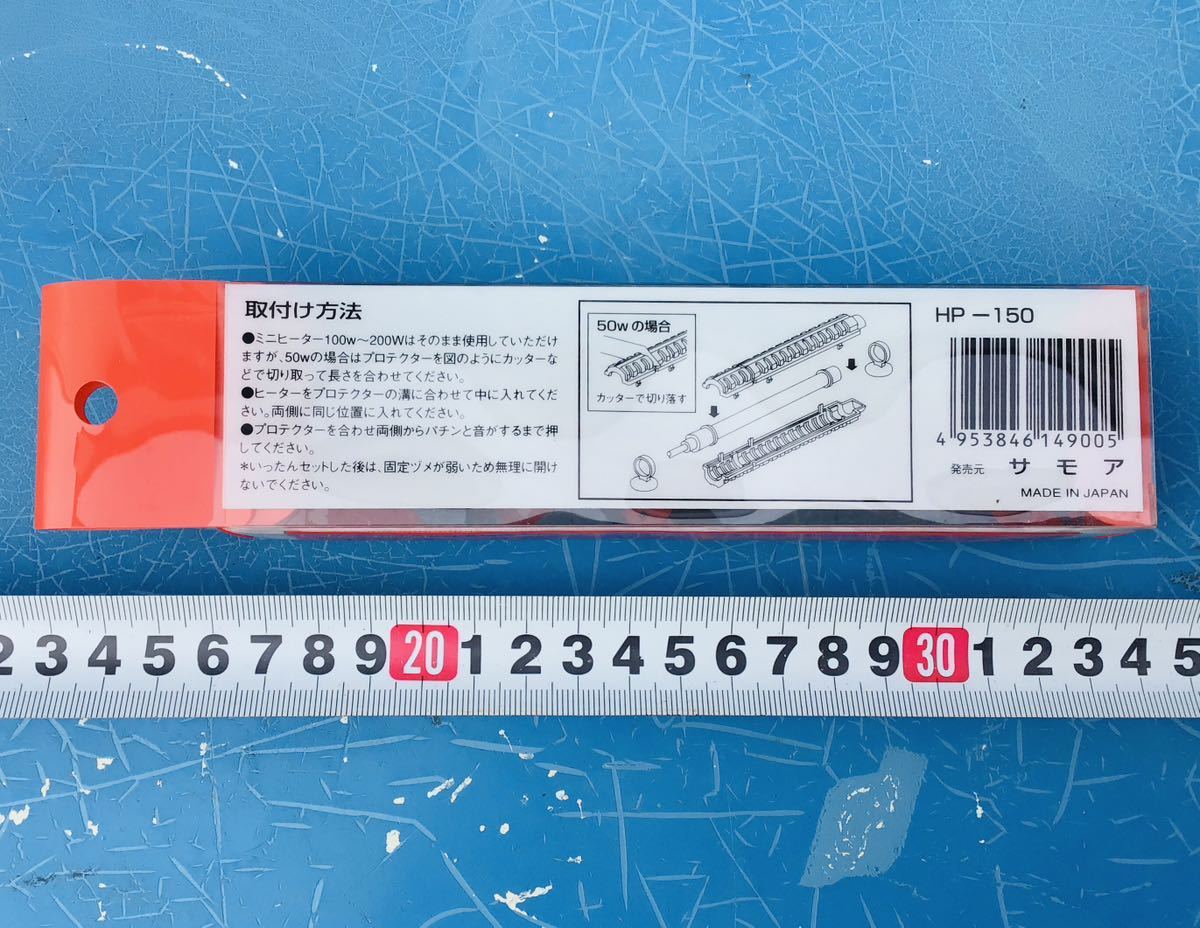 取付け方法
●ミニヒーター100w～200Wはそのまま使用していただけ
ますが、50wの場合はプロテクターを図のようにカッターな
どで切り取って長さを合わせてください。
●ヒーターをプロテクターの溝に合わせて中に入れてくだ
さい。両側に同じ位置に入れてください。
●プロテクターを合わせ両側からパチンと音がするまで押
してください。
＊いったんセットした後は、固定ヅメが弱いため無理に開け
ないでください。
50wの場合
カッターで切り落す
HP－150
4 953846 149005
発売元 サモア
MADE IN JAPAN
2 3 4 5 6 7 8 9 20 1 2 3 4 5 6 7 8 9 30 1 2 3 4 5